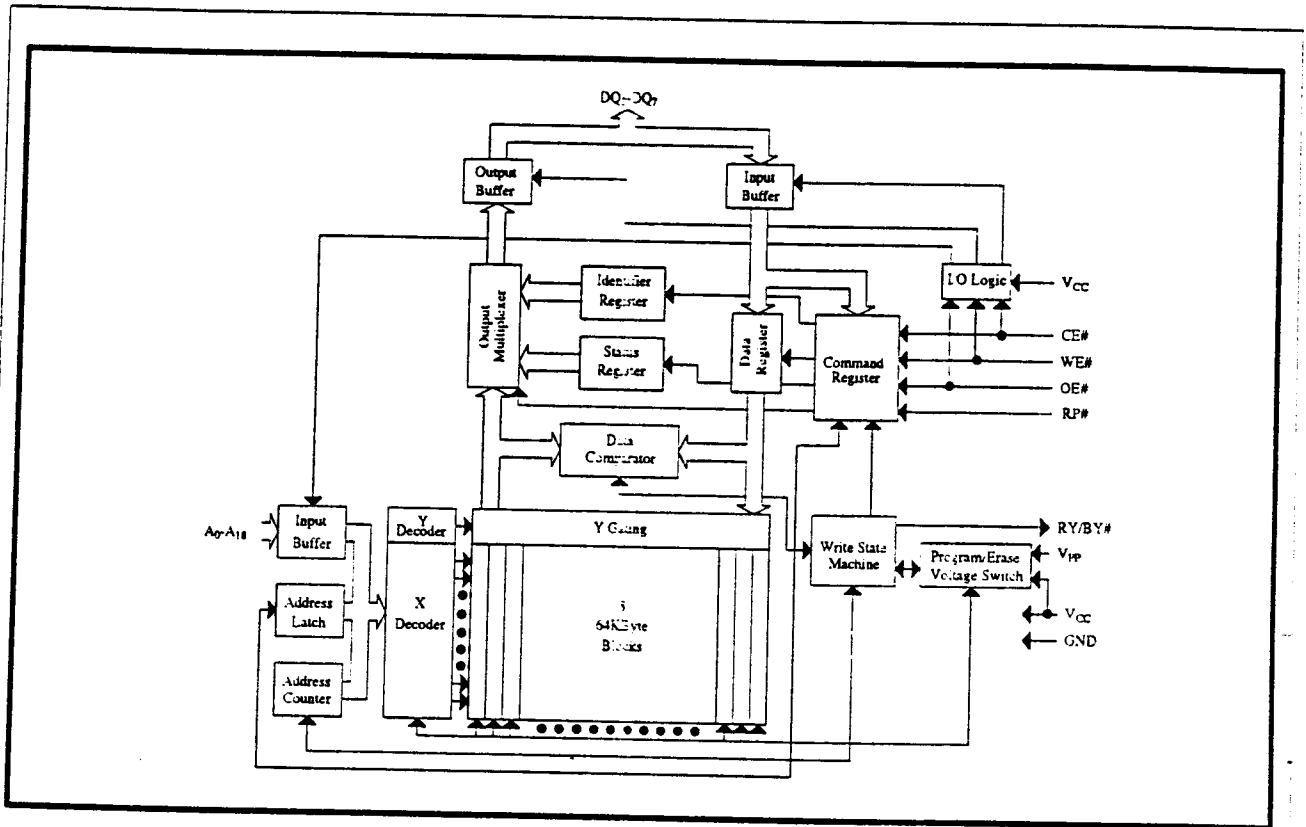 DQ0-DQ7
Output
Buffer
Input
Buffer
Identifier
Register
I/O Logic
VCC
Output
Multiplexer
Status
Register
Data
Register
Command
Register
CE#
WE#
OE#
RP#
Data
Comparator
A0-A18
Input
Buffer
Y
Decoder
Y Gating
Write State
Machine
RY/BY#
Program/Erase
Voltage Switch
VPP
VCC
GND
Address
Latch
X
Decoder
64KByte
Blocks
Address
Counter